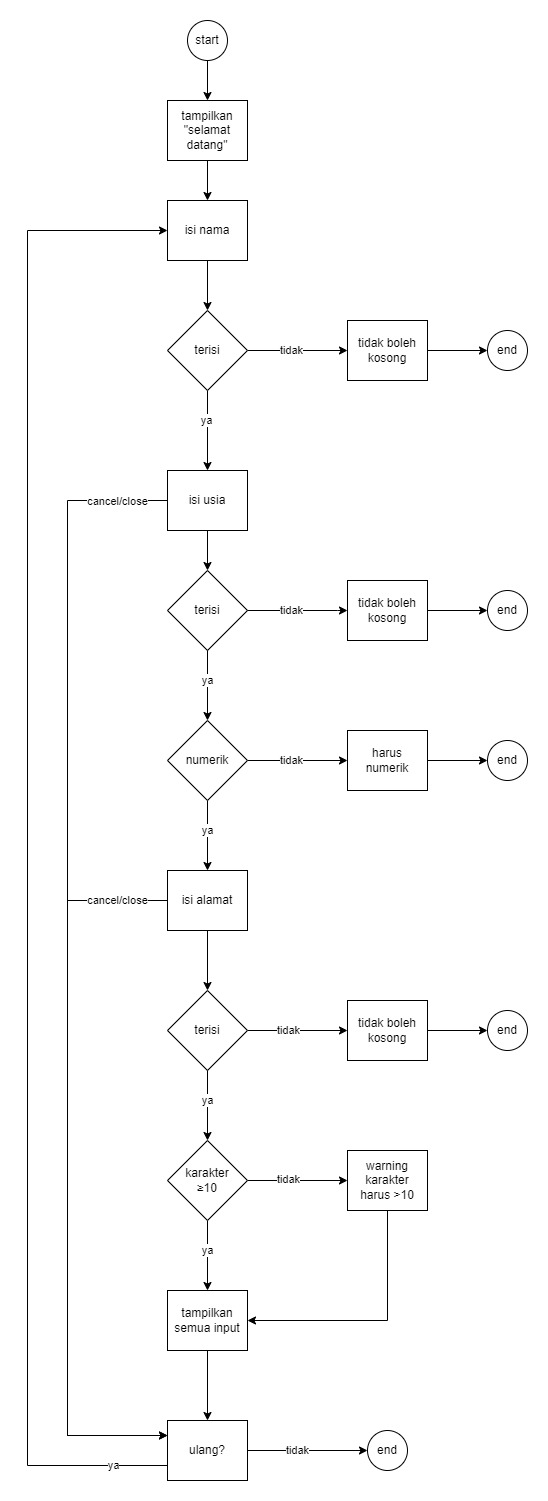 start
tampilkan
"selamat
datang"
isi nama
terisi
tidak
tidak boleh
kosong
end
ya
cancel/close
isi usia
terisi
tidak
tidak boleh
kosong
end
ya
numerik
tidak
harus
numerik
end
ya
cancel/close
isi alamat
terisi
tidak
tidak boleh
kosong
end
ya
karakter
≥10
tidak
warning
karakter
harus >10
ya
tampilkan
semua input
ulang?
tidak
end
ya